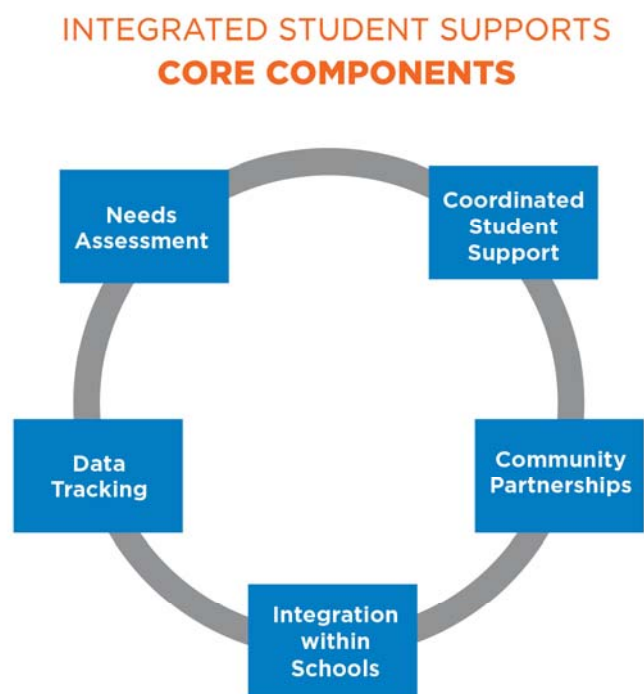 INTEGRATED STUDENT SUPPORTS
CORE COMPONENTS
Needs
Assessment
Coordinated
Student
Support
Data
Tracking
Community
Partnerships
Integration
within
Schools